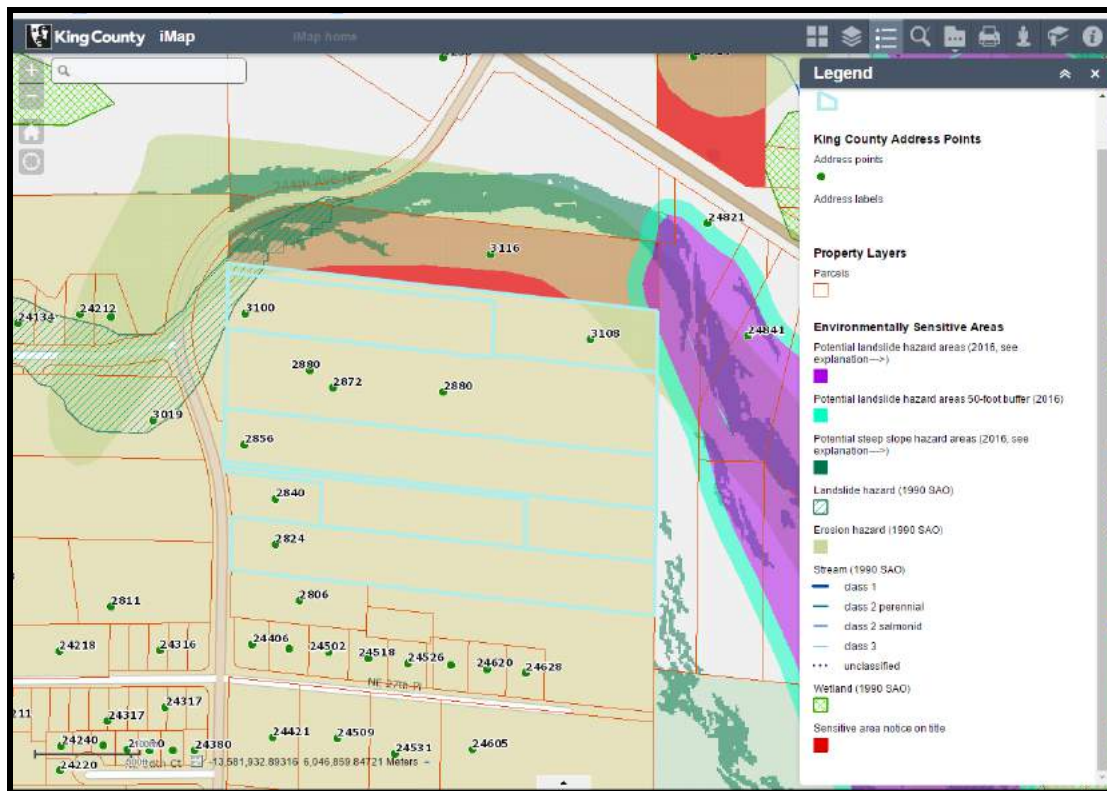 King County iMap
iMap home
Legend
King County Address Points
Address points
Address labels
Property Layers
Parcels
Environmentally Sensitive Areas
Potential landslide hazard areas (2016, see
explanation--->)
Potential landslide hazard areas 50-foot buffer (2016)
Potential steep slope hazard areas (2016, see
explanation--->)
Landslide hazard (1990 SAO)
Erosion hazard (1990 SAO)
Stream (1990 SAO)
class 1
class 2 perennial
class 2 salmonid
class 3
unclassified
Wetland (1990 SAO)
Sensitive area notice on title
24821
3116
3100
24212
24134
3108
24841
2880
2872
2880
3019
2856
2840
2824
2811
2806
24218
24316
24406
24502
24518
24526
24620
24628
NE 27th Pl
24317
211
24317
24240
24380
24421
24509
24531
24605
24220
-13,581,932.89316 6,046,859.84721 Meters